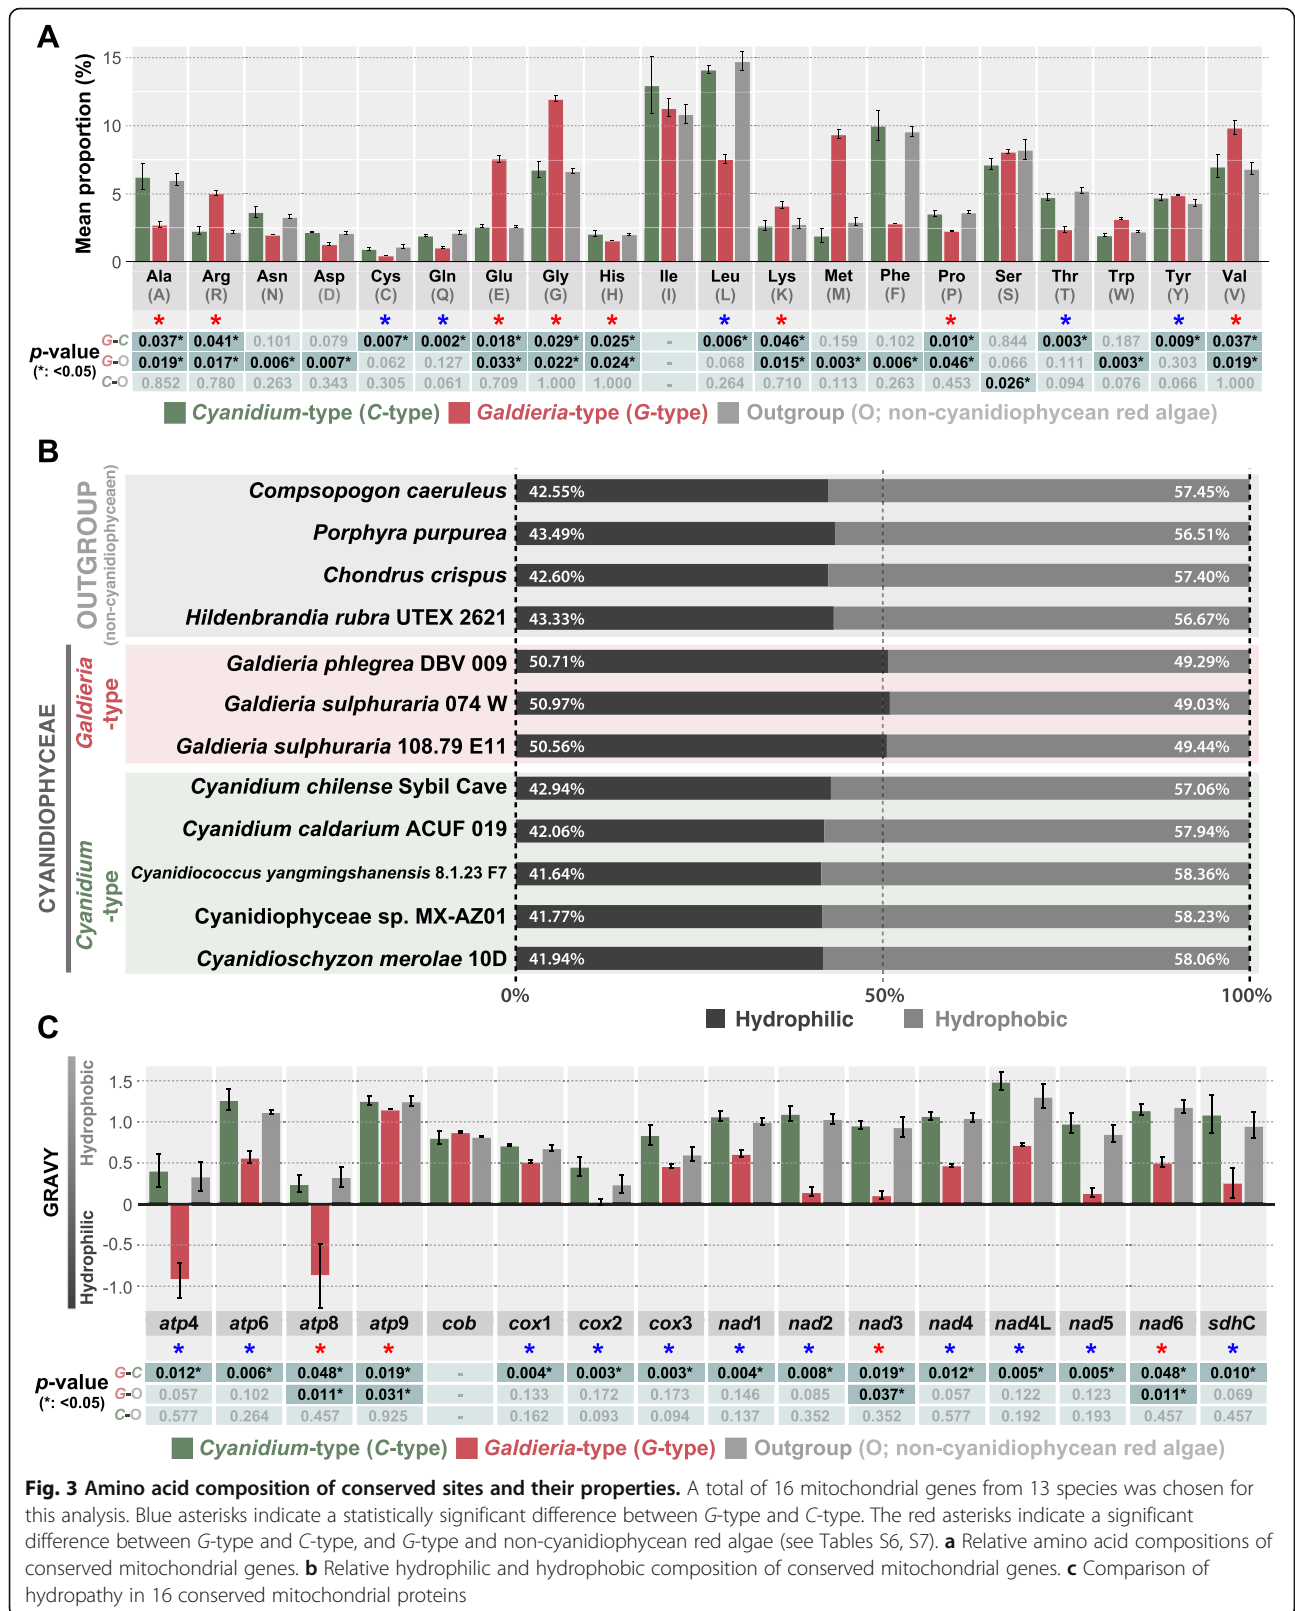 A
Mean proportion (%)
15
10
5
0
Ala Arg Asn Asp Cys Gln Glu Gly His Ile Leu Lys Met Phe Pro Ser Thr Trp Tyr Val
(A) (R) (N) (D) (C) (Q) (E) (G) (H) (I) (L) (K) (M) (F) (P) (S) (T) (W) (Y) (V)
* * * * * * * * * * * * *
p-value
(*: <0.05)
G-C 0.037* 0.041* 0.101 0.079 0.007* 0.002* 0.018* 0.029* 0.025* - 0.006* 0.046* 0.159 0.102 0.010* 0.844 0.003* 0.187 0.009* 0.037*
G-O 0.019* 0.017* 0.006* 0.007* 0.062 0.127 0.033* 0.022* 0.024* - 0.068 0.015* 0.003* 0.006* 0.046* 0.066 0.111 0.003* 0.303 0.019*
C-O 0.852 0.780 0.263 0.343 0.305 0.061 0.709 1.000 1.000 - 0.264 0.710 0.113 0.263 0.453 0.026* 0.094 0.076 0.066 1.000
Cyanidium-type (C-type) Galdieria-type (G-type) Outgroup (O; non-cyanidiophycean red algae)
B
OUTGROUP
(non-cyanidiophyceaen)
Compsopogon caeruleus 42.55% 57.45%
Porphyra purpurea 43.49% 56.51%
Chondrus crispus 42.60% 57.40%
Hildenbrandia rubra UTEX 2621 43.33% 56.67%
CYANIDIOPHYCEAE
Galdieria
-type
Galdieria phlegrea DBV 009 50.71% 49.29%
Galdieria sulphuraria 074 W 50.97% 49.03%
Galdieria sulphuraria 108.79 E11 50.56% 49.44%
Cyanidium
-type
Cyanidium chilense Sybil Cave 42.94% 57.06%
Cyanidium caldarium ACUF 019 42.06% 57.94%
Cyanidiococcus yangmingshanensis 8.1.23 F7 41.64% 58.36%
Cyanidiophyceae sp. MX-AZ01 41.77% 58.23%
Cyanidioschyzon merolae 10D 41.94% 58.06%
0% 50% 100%
Hydrophilic Hydrophobic
C
GRAVY
Hydrophobic
Hydrophilic
1.5
1.0
0.5
0
-0.5
-1.0
atp4 atp6 atp8 atp9 cob cox1 cox2 cox3 nad1 nad2 nad3 nad4 nad4L nad5 nad6 sdhC
* * * * * * * * * * * * * * *
p-value
(*: <0.05)
G-C 0.012* 0.006* 0.048* 0.019* - 0.004* 0.003* 0.003* 0.004* 0.008* 0.019* 0.012* 0.005* 0.005* 0.048* 0.010*
G-O 0.057 0.102 0.011* 0.031* - 0.133 0.172 0.173 0.146 0.085 0.037* 0.057 0.122 0.123 0.011* 0.069
C-O 0.577 0.264 0.457 0.925 - 0.162 0.093 0.094 0.137 0.352 0.352 0.577 0.192 0.193 0.457 0.457
Cyanidium-type (C-type) Galdieria-type (G-type) Outgroup (O; non-cyanidiophycean red algae)
Fig. 3 Amino acid composition of conserved sites and their properties. A total of 16 mitochondrial genes from 13 species was chosen for
this analysis. Blue asterisks indicate a statistically significant difference between G-type and C-type. The red asterisks indicate a significant
difference between G-type and C-type, and G-type and non-cyanidiophycean red algae (see Tables S6, S7). a Relative amino acid compositions of
conserved mitochondrial genes. b Relative hydrophilic and hydrophobic composition of conserved mitochondrial genes. c Comparison of
hydropathy in 16 conserved mitochondrial proteins